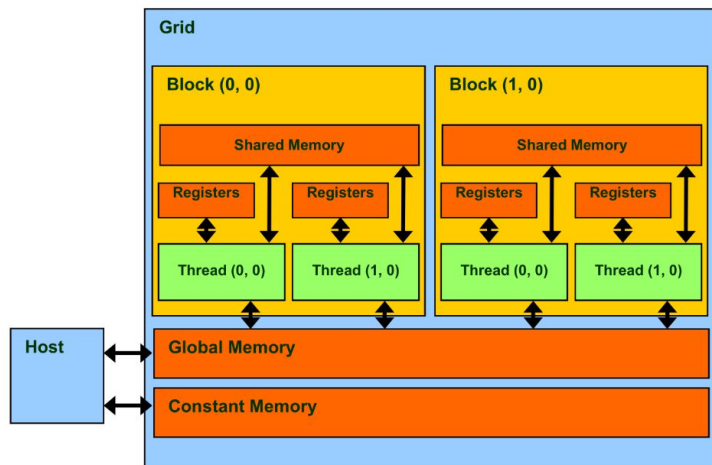 Grid
Block (0, 0)
Block (1, 0)
Shared Memory
Shared Memory
Registers
Registers
Registers
Registers
Thread (0, 0)
Thread (1, 0)
Thread (0, 0)
Thread (1, 0)
Host
Global Memory
Constant Memory